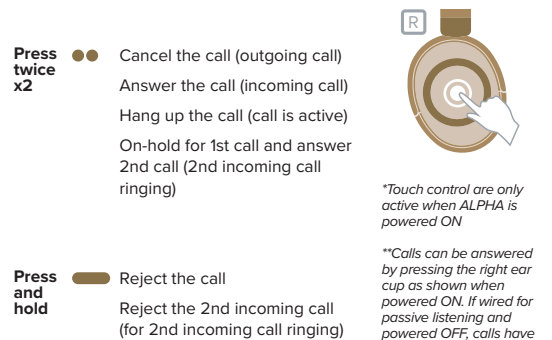 Press
twice
x2
Cancel the call (outgoing call)
Answer the call (incoming call)
Hang up the call (call is active)
On-hold for 1st call and answer
2nd call (2nd incoming call
ringing)
Press
and
hold
Reject the call
Reject the 2nd incoming call
(for 2nd incoming call ringing)
R
*Touch control are only
active when ALPHA is
powered ON
**Calls can be answered
by pressing the right ear
cup as shown when
powered ON. If wired for
passive listening and
powered OFF, calls have